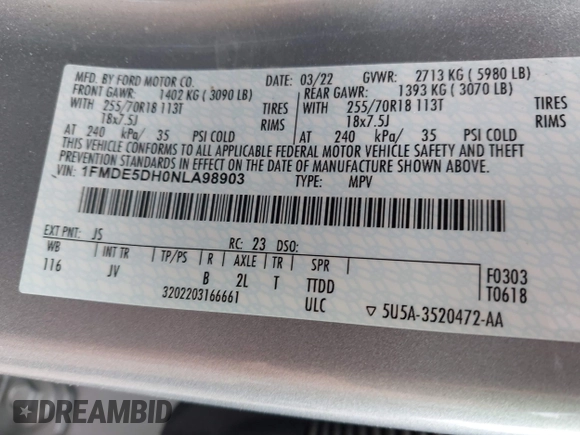 MFD. BY FORD MOTOR CO.
DATE: 03/22 GVWR: 2713 KG ( 5980 LB)
FRONT GAWR: 1402 KG ( 3090 LB) REAR GAWR: 1393 KG ( 3070 LB)
WITH 255/70R18 113T TIRES WITH 255/70R18 113T TIRES
18x7.5J RIMS 18x7.5J RIMS
AT 240 kPa/ 35 PSI COLD AT 240 kPa/ 35 PSI COLD
THIS VEHICLE CONFORMS TO ALL APPLICABLE FEDERAL MOTOR VEHICLE SAFETY AND THEFT
PREVENTION STANDARDS IN EFFECT ON THE DATE OF MANUFACTURE SHOWN ABOVE.
VIN: 1FMDE5DH0NLA98903 TYPE: MPV
EXT PNT: JS RC: 23 DSO:
WB INT TR TP/PS R AXLE TR SPR
116 JV B 2L T TTDD
3202203166661 ULC
F0303
T0618
▽ 5U5A-3520472-AA
DREAMBID